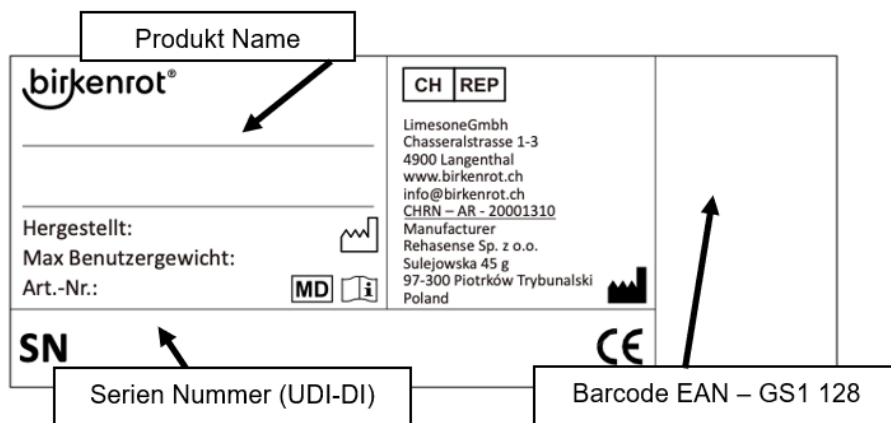 Produkt Name
birkenrot®
Hergestellt:
Max Benutzergewicht:
Art.-Nr.:
MD
i
CH REP
LimesoneGmbh
Chasseralstrasse 1-3
4900 Langenthal
www.birkenrot.ch
info@birkenrot.ch
CHRN – AR - 20001310
Manufacturer
Rehasense Sp. z o.o.
Sulejowska 45 g
97-300 Piotrków Trybunalski
Poland
SN
CE
Serien Nummer (UDI-DI)
Barcode EAN – GS1 128